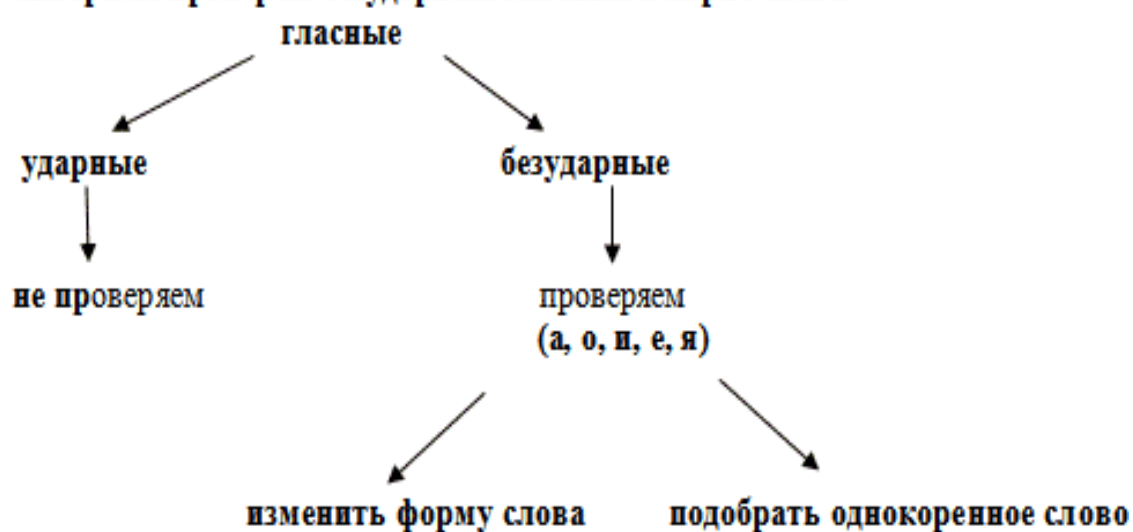 гласные
ударные безударные
не проверяем проверяем
(а, о, и, е, я)
изменить форму слова подобрать однокоренное слово